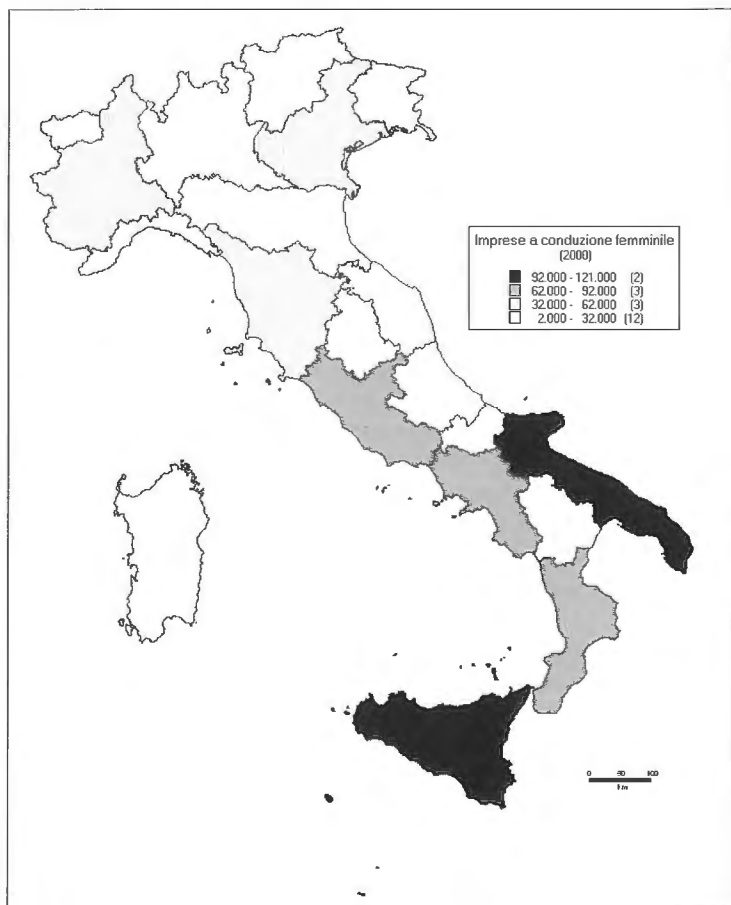 Imprese a conduzione femminile
(2000)
92.000 - 121.000 (2)
62.000 - 92.000 (3)
32.000 - 62.000 (3)
2.000 - 32.000 (12)
0 50 100
km